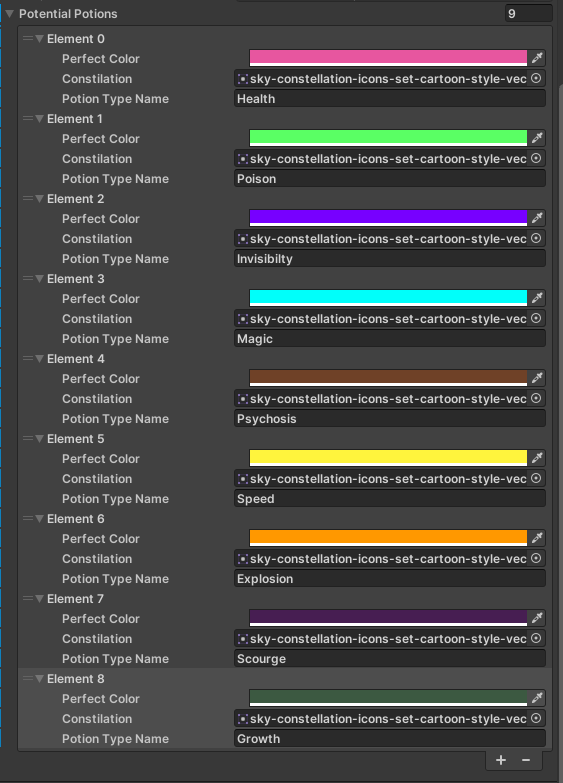 Potential Potions 9
Element 0
Perfect Color
Constilation sky-constellation-icons-set-cartoon-style-vec
Potion Type Name Health
Element 1
Perfect Color
Constilation sky-constellation-icons-set-cartoon-style-vec
Potion Type Name Poison
Element 2
Perfect Color
Constilation sky-constellation-icons-set-cartoon-style-vec
Potion Type Name Invisibilty
Element 3
Perfect Color
Constilation sky-constellation-icons-set-cartoon-style-vec
Potion Type Name Magic
Element 4
Perfect Color
Constilation sky-constellation-icons-set-cartoon-style-vec
Potion Type Name Psychosis
Element 5
Perfect Color
Constilation sky-constellation-icons-set-cartoon-style-vec
Potion Type Name Speed
Element 6
Perfect Color
Constilation sky-constellation-icons-set-cartoon-style-vec
Potion Type Name Explosion
Element 7
Perfect Color
Constilation sky-constellation-icons-set-cartoon-style-vec
Potion Type Name Scourge
Element 8
Perfect Color
Constilation sky-constellation-icons-set-cartoon-style-vec
Potion Type Name Growth